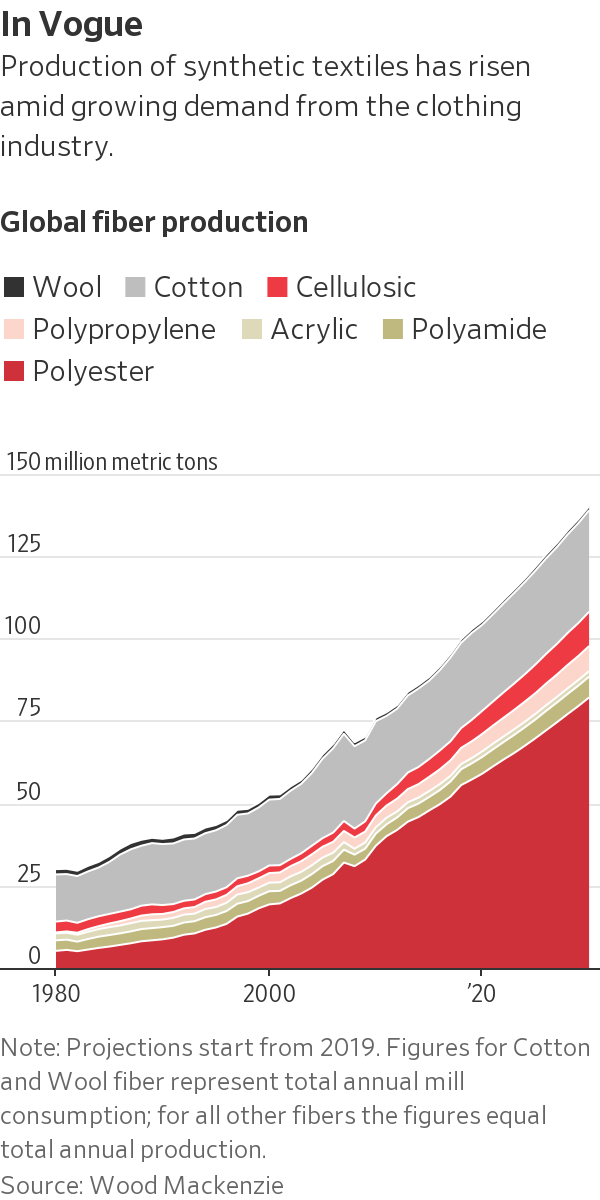 In Vogue
Production of synthetic textiles has risen
amid growing demand from the clothing
industry.
Global fiber production
Wool Cotton Cellulosic
Polypropylene Acrylic Polyamide
Polyester
150 million metric tons
125
100
75
50
25
0
1980 2000 ’20
Note: Projections start from 2019. Figures for Cotton
and Wool fiber represent total annual mill
consumption; for all other fibers the figures equal
total annual production.
Source: Wood Mackenzie